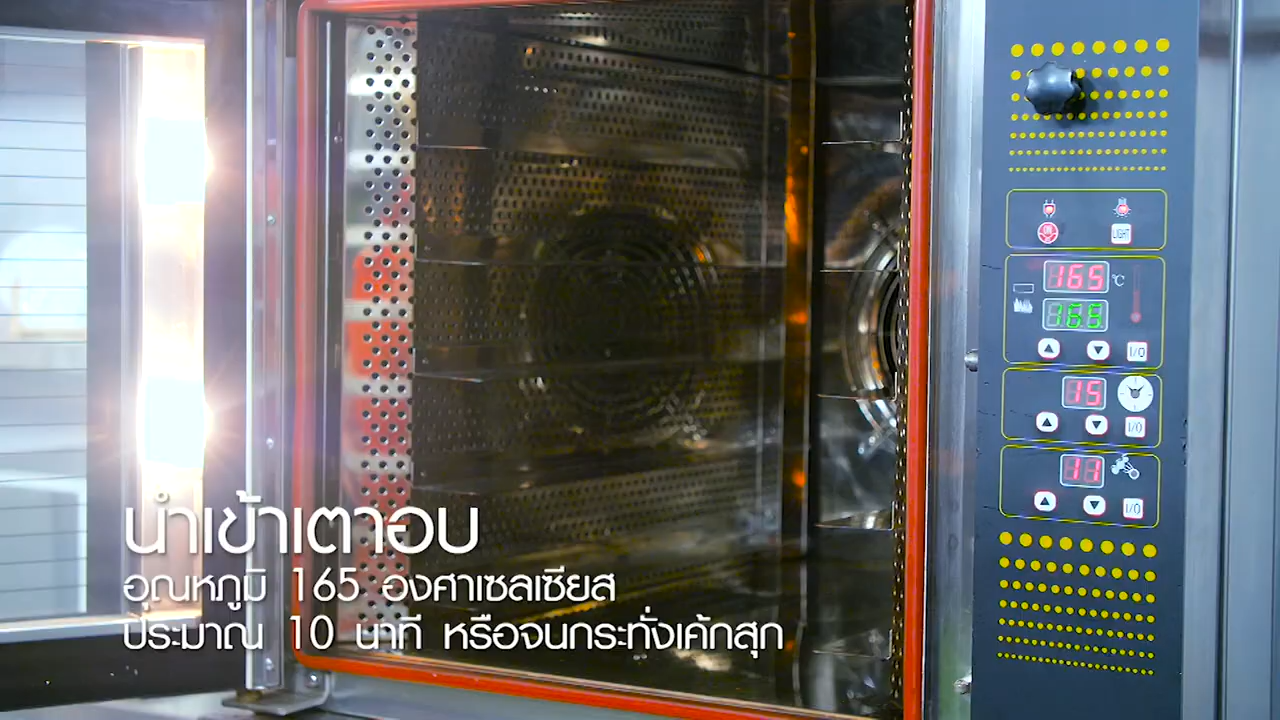 นำเข้าเตาอบ
อุณหภูมิ 165 องศาเซลเซียส
ประมาณ 10 นาที หรือจนกระทั่งเค้กสุก
ON
LIGHT
165 °C
165
I/O
15
I/O
11
I/O